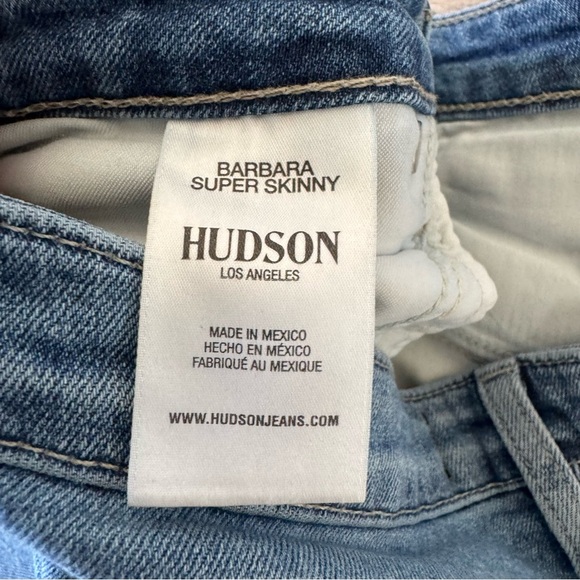 BARBARA
SUPER SKINNY
HUDSON
LOS ANGELES
MADE IN MEXICO
HECHO EN MÉXICO
FABRIQUÉ AU MEXIQUE
WWW.HUDSONJEANS.COM